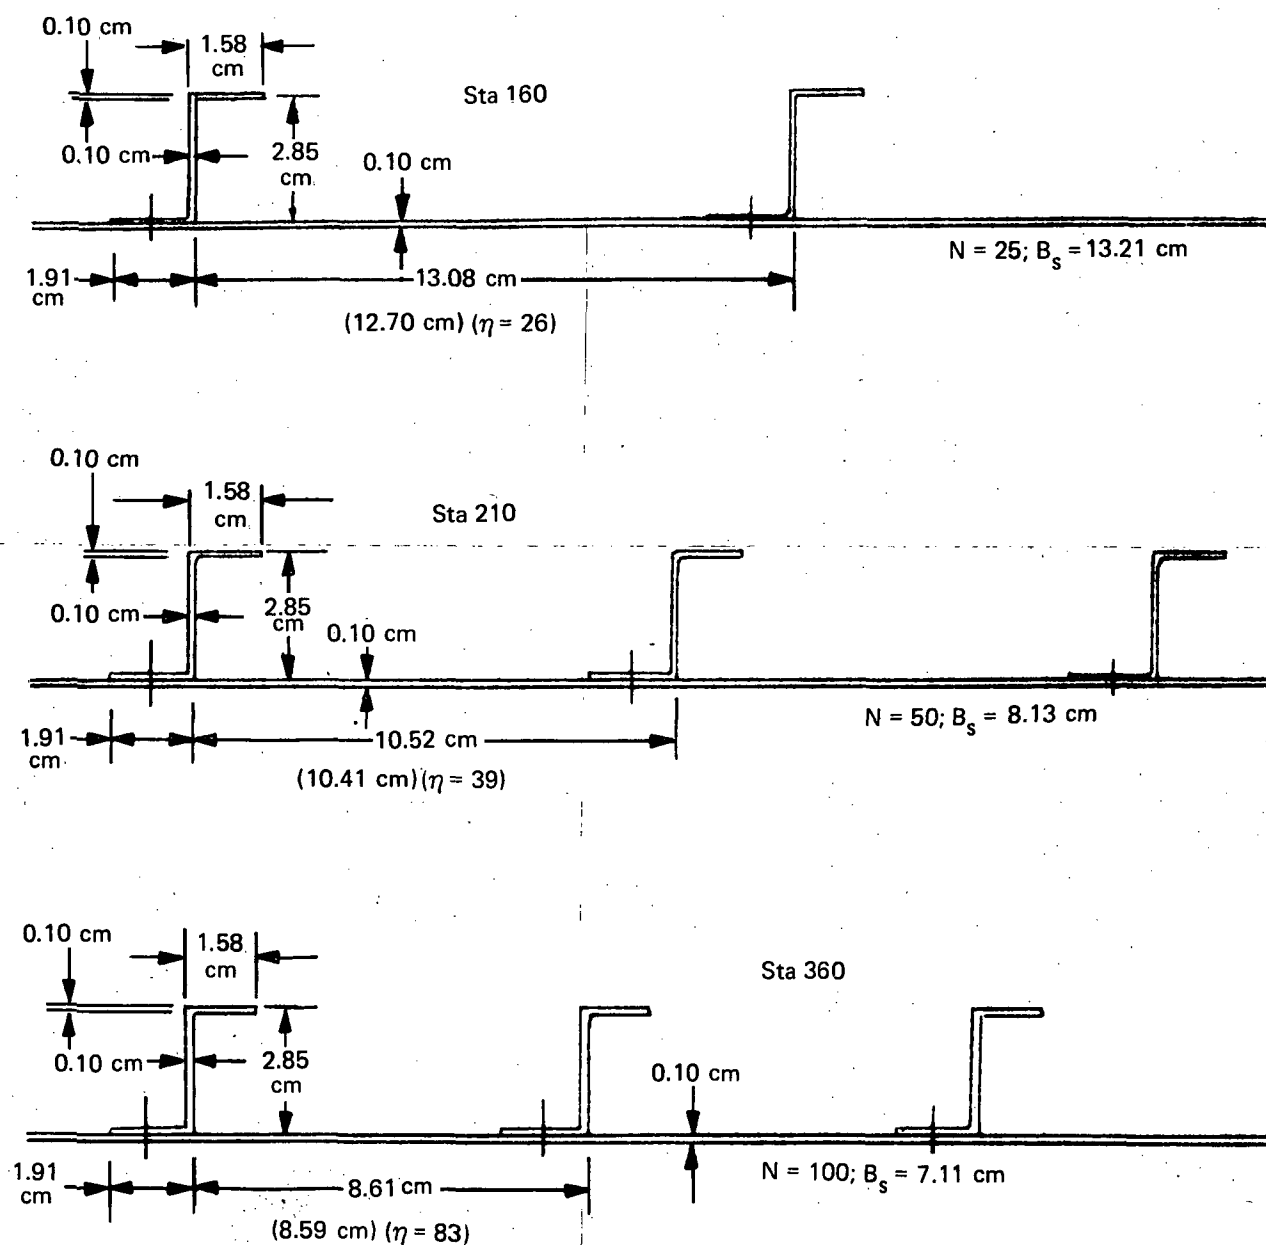 0.10 cm
1.58
cm
Sta 160
0.10 cm
2.85
cm
0.10 cm
N = 25; Bs = 13.21 cm
1.91
cm
13.08 cm
(12.70 cm) (η = 26)
0.10 cm
1.58
cm
Sta 210
0.10 cm
2.85
cm
0.10 cm
N = 50; Bs = 8.13 cm
1.91
cm
10.52 cm
(10.41 cm) (η = 39)
0.10 cm
1.58
cm
Sta 360
0.10 cm
2.85
cm
0.10 cm
N = 100; Bs = 7.11 cm
1.91
cm
8.61 cm
(8.59 cm) (η = 83)